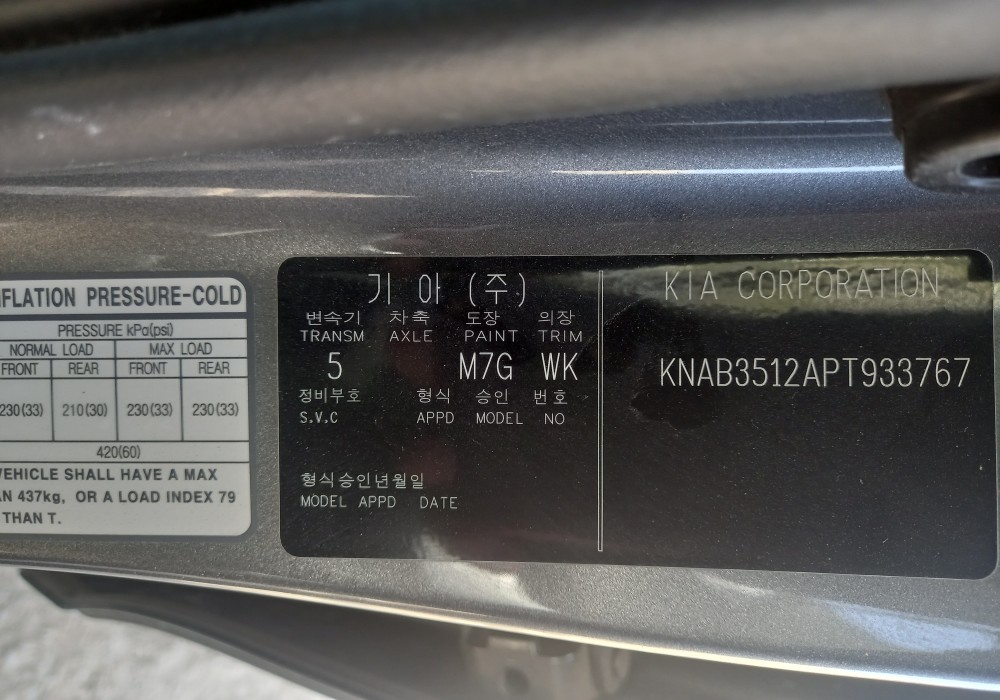 NFLATION PRESSURE-COLD
PRESSURE kPa(psi)
NORMAL LOAD MAX LOAD
FRONT REAR FRONT REAR
230(33) 210(30) 230(33) 230(33)
420(60)
VEHICLE SHALL HAVE A MAX
AN 437kg, OR A LOAD INDEX 79
THAN T.
기아 (주)
변속기 차축 도장 의장
TRANSM AXLE PAINT TRIM
5 M7G WK
정비부호 형식 승인 번호
S.V.C APPD MODEL NO
형식승인년월일
MODEL APPD DATE
KIA CORPORATION
KNAB3512APT933767